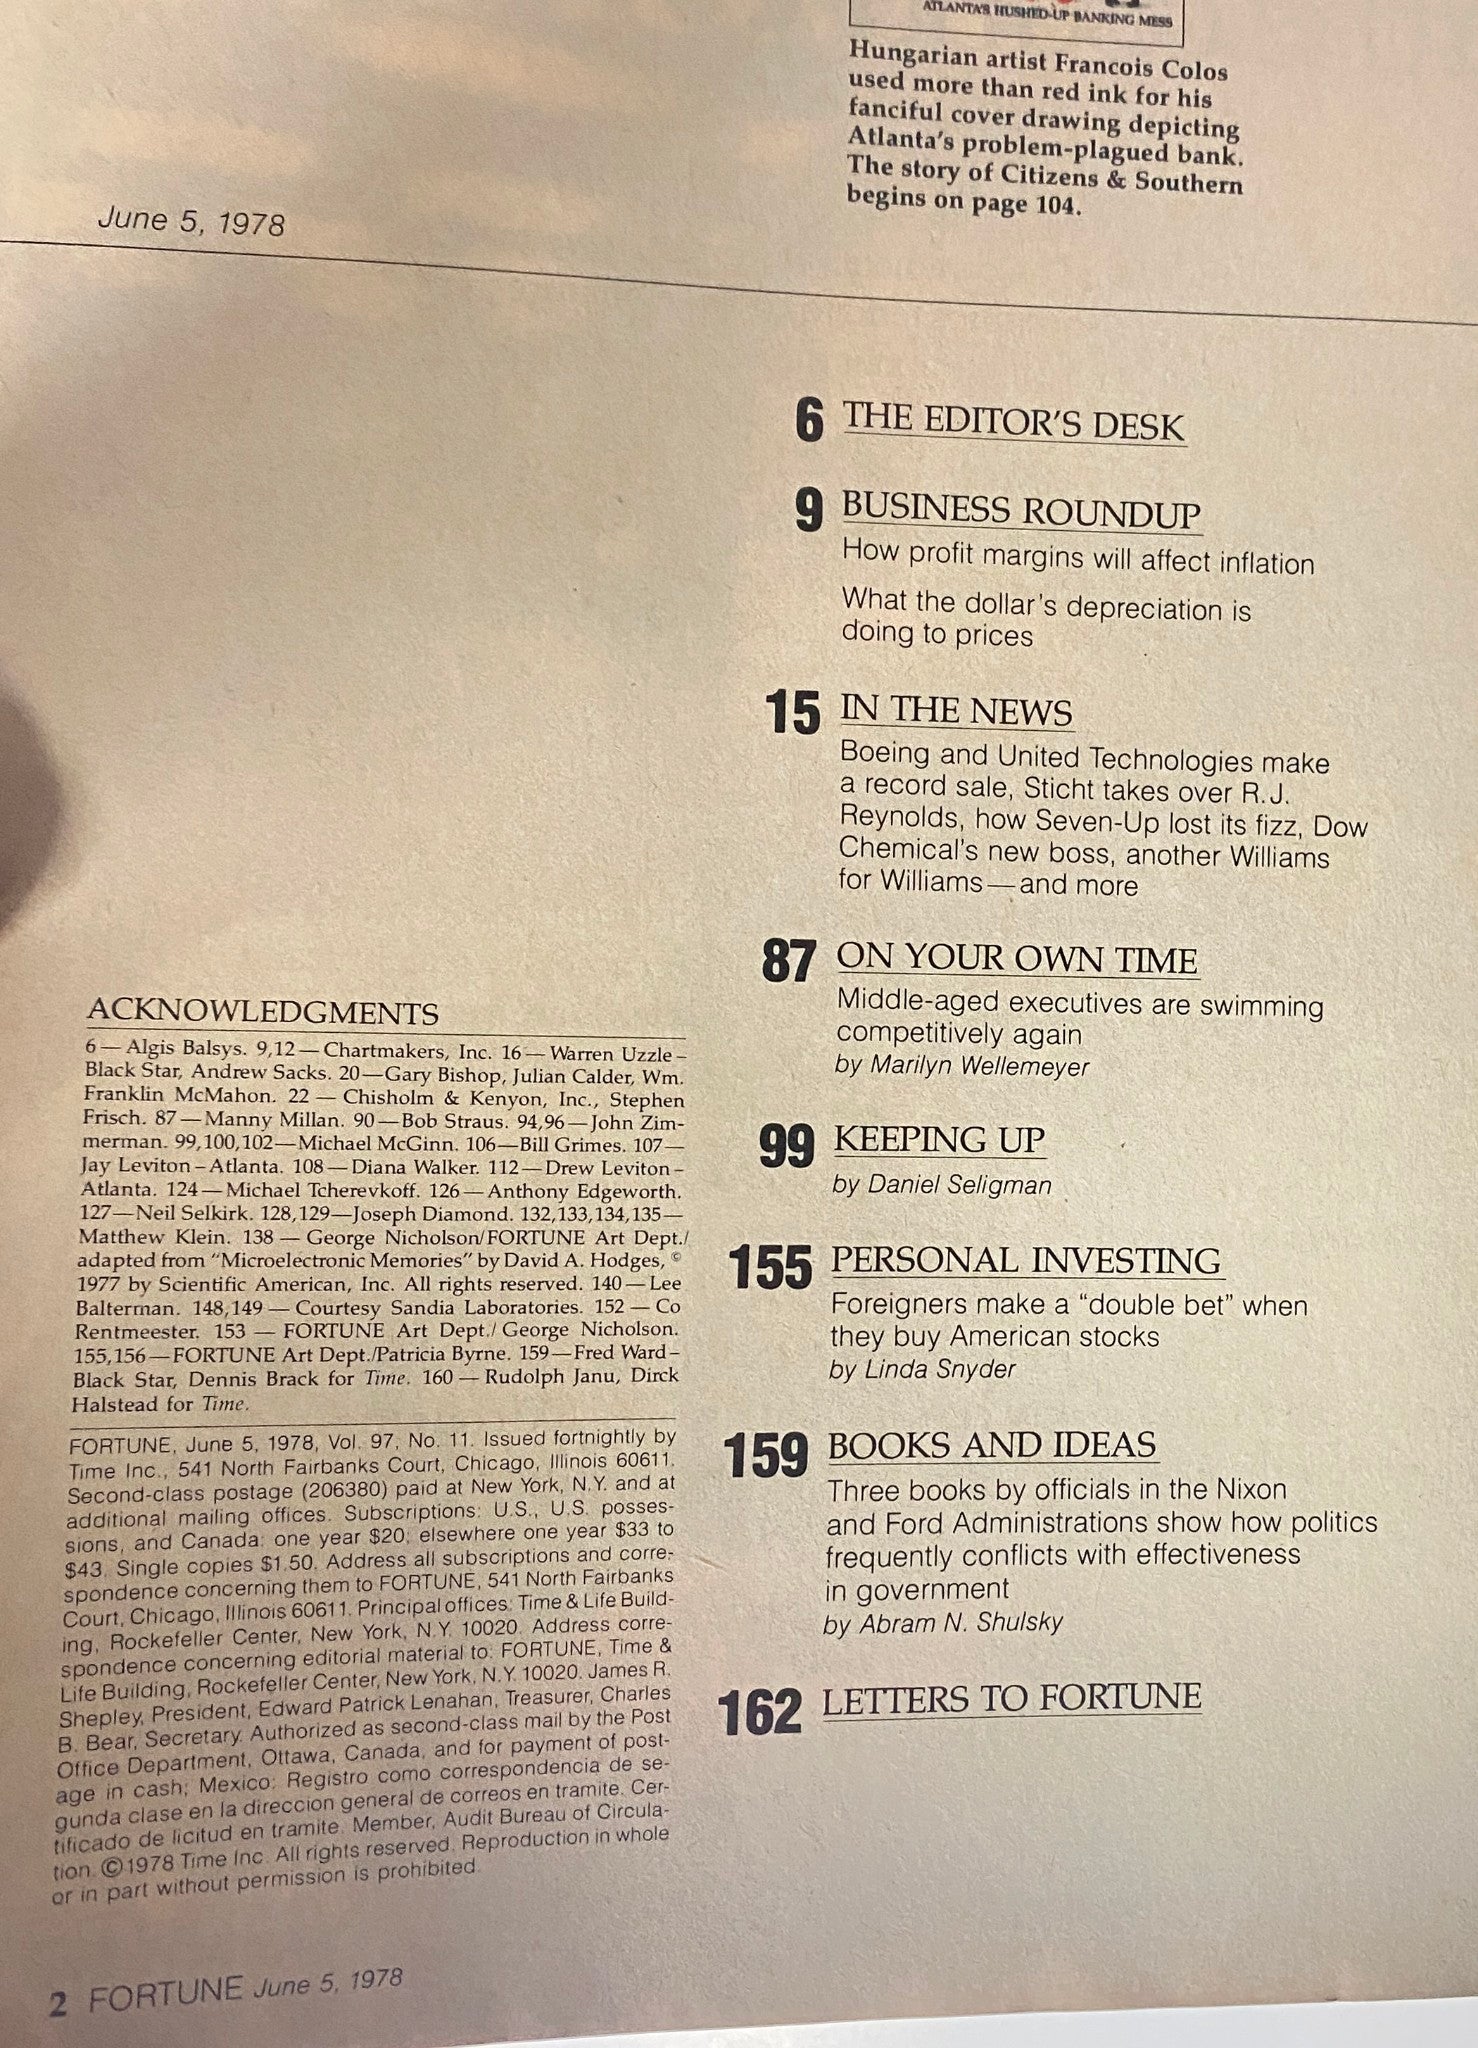 ATLANTA'S HUSHED-UP BANKING MESS
Hungarian artist Francois Colos
used more than red ink for his
fanciful cover drawing depicting
Atlanta's problem-plagued bank.
The story of Citizens & Southern
begins on page 104.
June 5, 1978
6 THE EDITOR'S DESK
9 BUSINESS ROUNDUP
How profit margins will affect inflation
What the dollar's depreciation is
doing to prices
15 IN THE NEWS
Boeing and United Technologies make
a record sale, Sticht takes over R.J.
Reynolds, how Seven-Up lost its fizz, Dow
Chemical's new boss, another Williams
for Williams—and more
87 ON YOUR OWN TIME
Middle-aged executives are swimming
competitively again
by Marilyn Wellemeyer
99 KEEPING UP
by Daniel Seligman
155 PERSONAL INVESTING
Foreigners make a “double bet” when
they buy American stocks
by Linda Snyder
159 BOOKS AND IDEAS
Three books by officials in the Nixon
and Ford Administrations show how politics
frequently conflicts with effectiveness
in government
by Abram N. Shulsky
162 LETTERS TO FORTUNE
ACKNOWLEDGMENTS
6—Algis Balsys. 9,12—Chartmakers, Inc. 16—Warren Uzzle–
Black Star, Andrew Sacks. 20—Gary Bishop, Julian Calder, Wm.
Franklin McMahon. 22—Chisholm & Kenyon, Inc., Stephen
Frisch. 87—Manny Millan. 90—Bob Straus. 94,96—John Zim-
merman. 99,100,102—Michael McGinn. 106—Bill Grimes. 107—
Jay Leviton–Atlanta. 108—Diana Walker. 112—Drew Leviton–
Atlanta. 124—Michael Tcherevkoff. 126—Anthony Edgeworth.
127—Neil Selkirk. 128,129—Joseph Diamond. 132,133,134,135—
Matthew Klein. 138—George Nicholson/FORTUNE Art Dept./
adapted from “Microelectronic Memories” by David A. Hodges, ©
1977 by Scientific American, Inc. All rights reserved. 140—Lee
Balterman. 148,149—Courtesy Sandia Laboratories. 152—Co
Rentmeester. 153—FORTUNE Art Dept./George Nicholson.
155,156—FORTUNE Art Dept./Patricia Byrne. 159—Fred Ward–
Black Star, Dennis Brack for Time. 160—Rudolph Janu, Dirck
Halstead for Time.
FORTUNE, June 5, 1978, Vol. 97, No. 11. Issued fortnightly by
Time Inc., 541 North Fairbanks Court, Chicago, Illinois 60611.
Second-class postage (206380) paid at New York, N.Y. and at
additional mailing offices. Subscriptions: U.S., U.S. posses-
sions, and Canada: one year $20; elsewhere one year $33 to
$43. Single copies $1.50. Address all subscriptions and corre-
spondence concerning them to FORTUNE, 541 North Fairbanks
Court, Chicago, Illinois 60611. Principal offices: Time & Life Build-
ing, Rockefeller Center, New York, N.Y. 10020. Address corre-
spondence concerning editorial material to: FORTUNE, Time &
Life Building, Rockefeller Center, New York, N.Y. 10020. James R.
Shepley, President, Edward Patrick Lenahan, Treasurer, Charles
B. Bear, Secretary. Authorized as second-class mail by the Post
Office Department, Ottawa, Canada, and for payment of post-
age in cash; Mexico: Registro como correspondencia de se-
gunda clase en la direccion general de correos en tramite. Cer-
tificado de licitud en tramite. Member, Audit Bureau of Circula-
tion. ©1978 Time Inc. All rights reserved. Reproduction in whole
or in part without permission is prohibited.
2 FORTUNE June 5, 1978